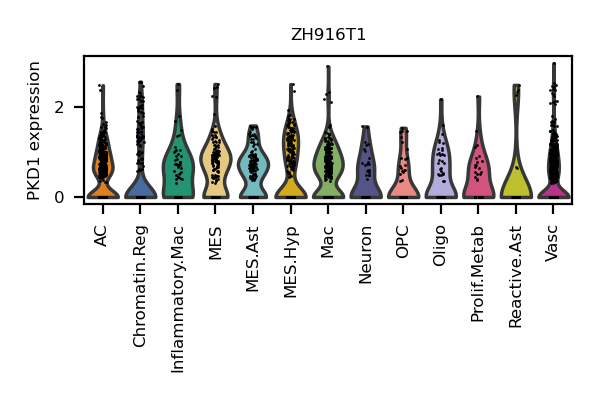 ZH916T1
PKD1 expression
2
0
AC
Chromatin.Reg
Inflammatory.Mac
MES
MES.Ast
MES.Hyp
Mac
Neuron
OPC
Oligo
Prolif.Metab
Reactive.Ast
Vasc